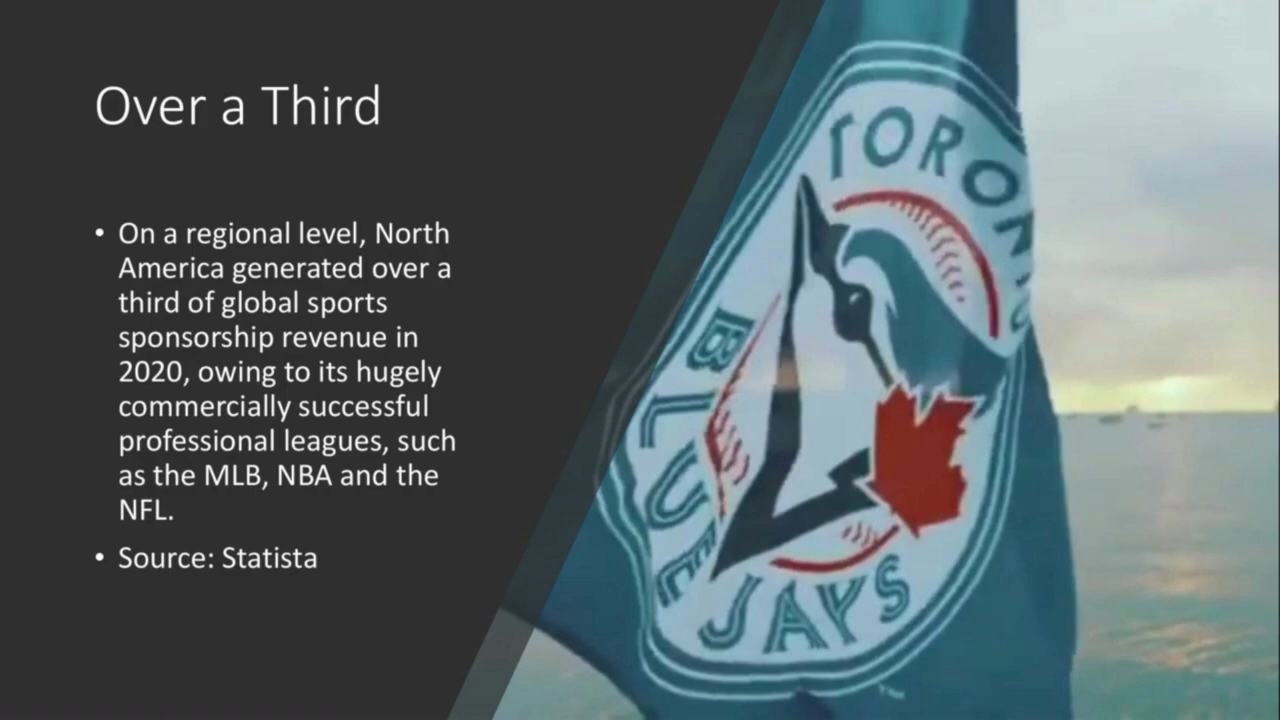 Over a Third
• On a regional level, North
America generated over a
third of global sports
sponsorship revenue in
2020, owing to its hugely
commercially successful
professional leagues, such
as the MLB, NBA and the
NFL.
• Source: Statista
TORONTO
BLUE
JAYS